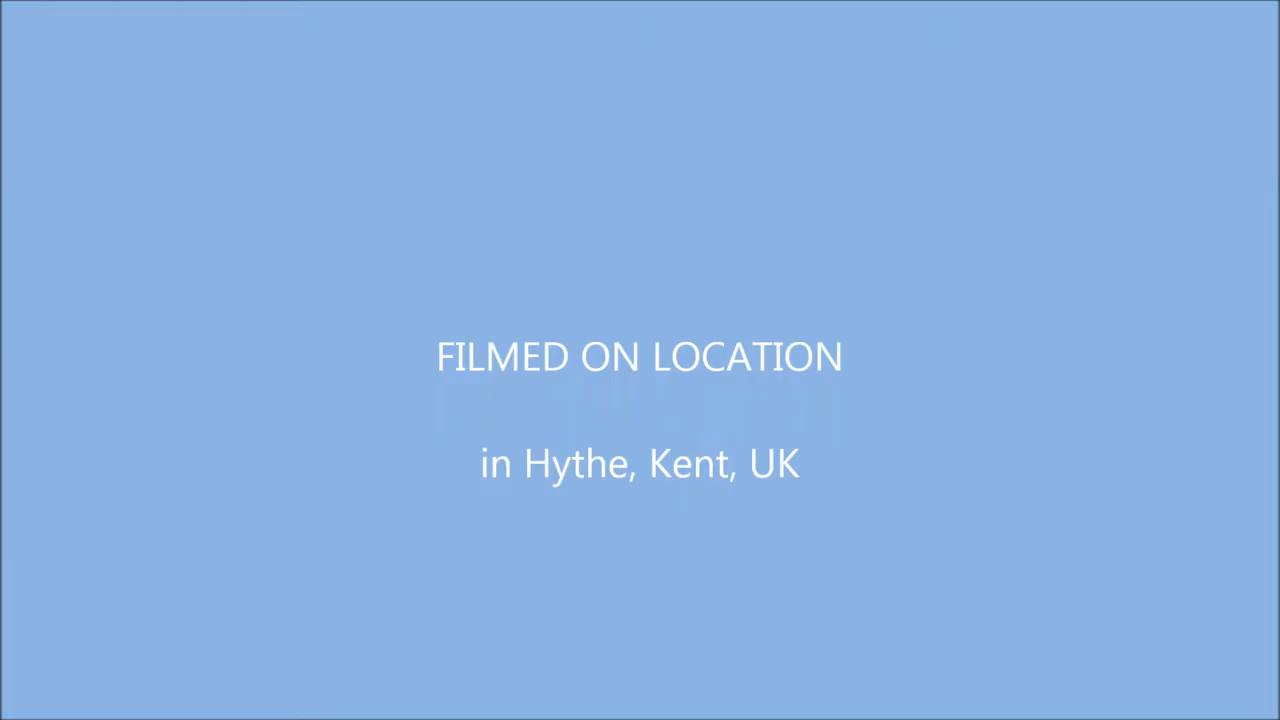 FILMED ON LOCATION
in Hythe, Kent, UK